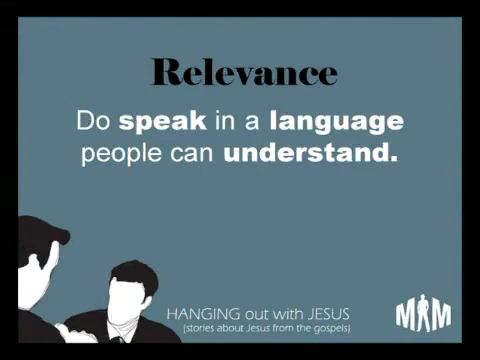 Relevance
Do speak in a language
people can understand.
HANGING out with JESUS
(stories about Jesus from the gospels)
MM